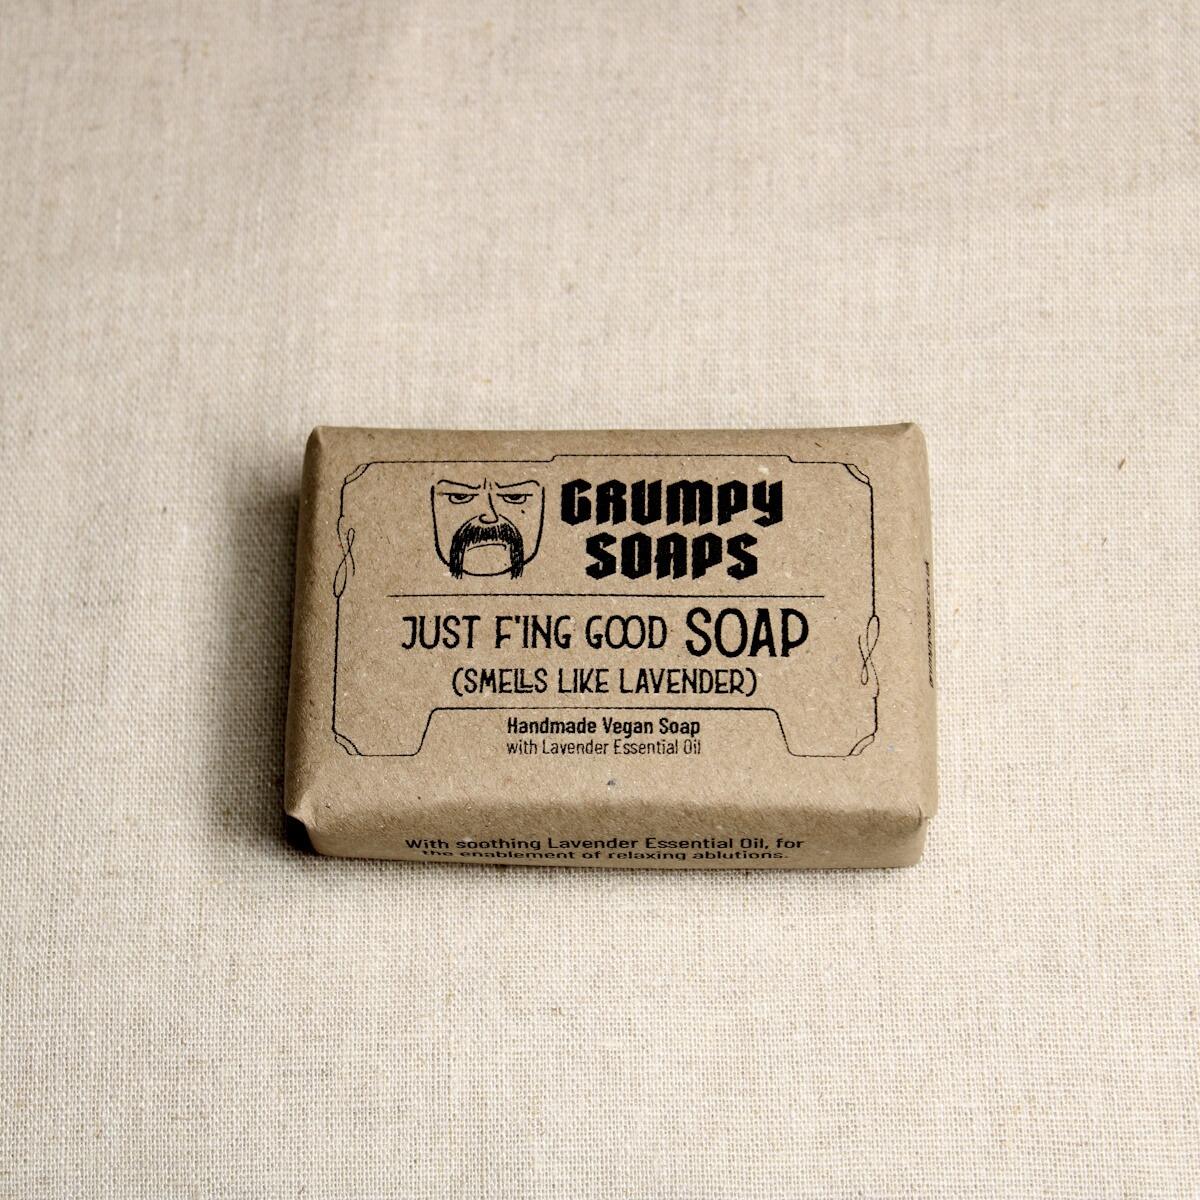 GRUMPY
SOAPS
JUST F'ING GOOD SOAP
(SMELLS LIKE LAVENDER)
Handmade Vegan Soap
with Lavender Essential Oil
With soothing Lavender Essential Oil, for
the enablement of relaxing ablutions.